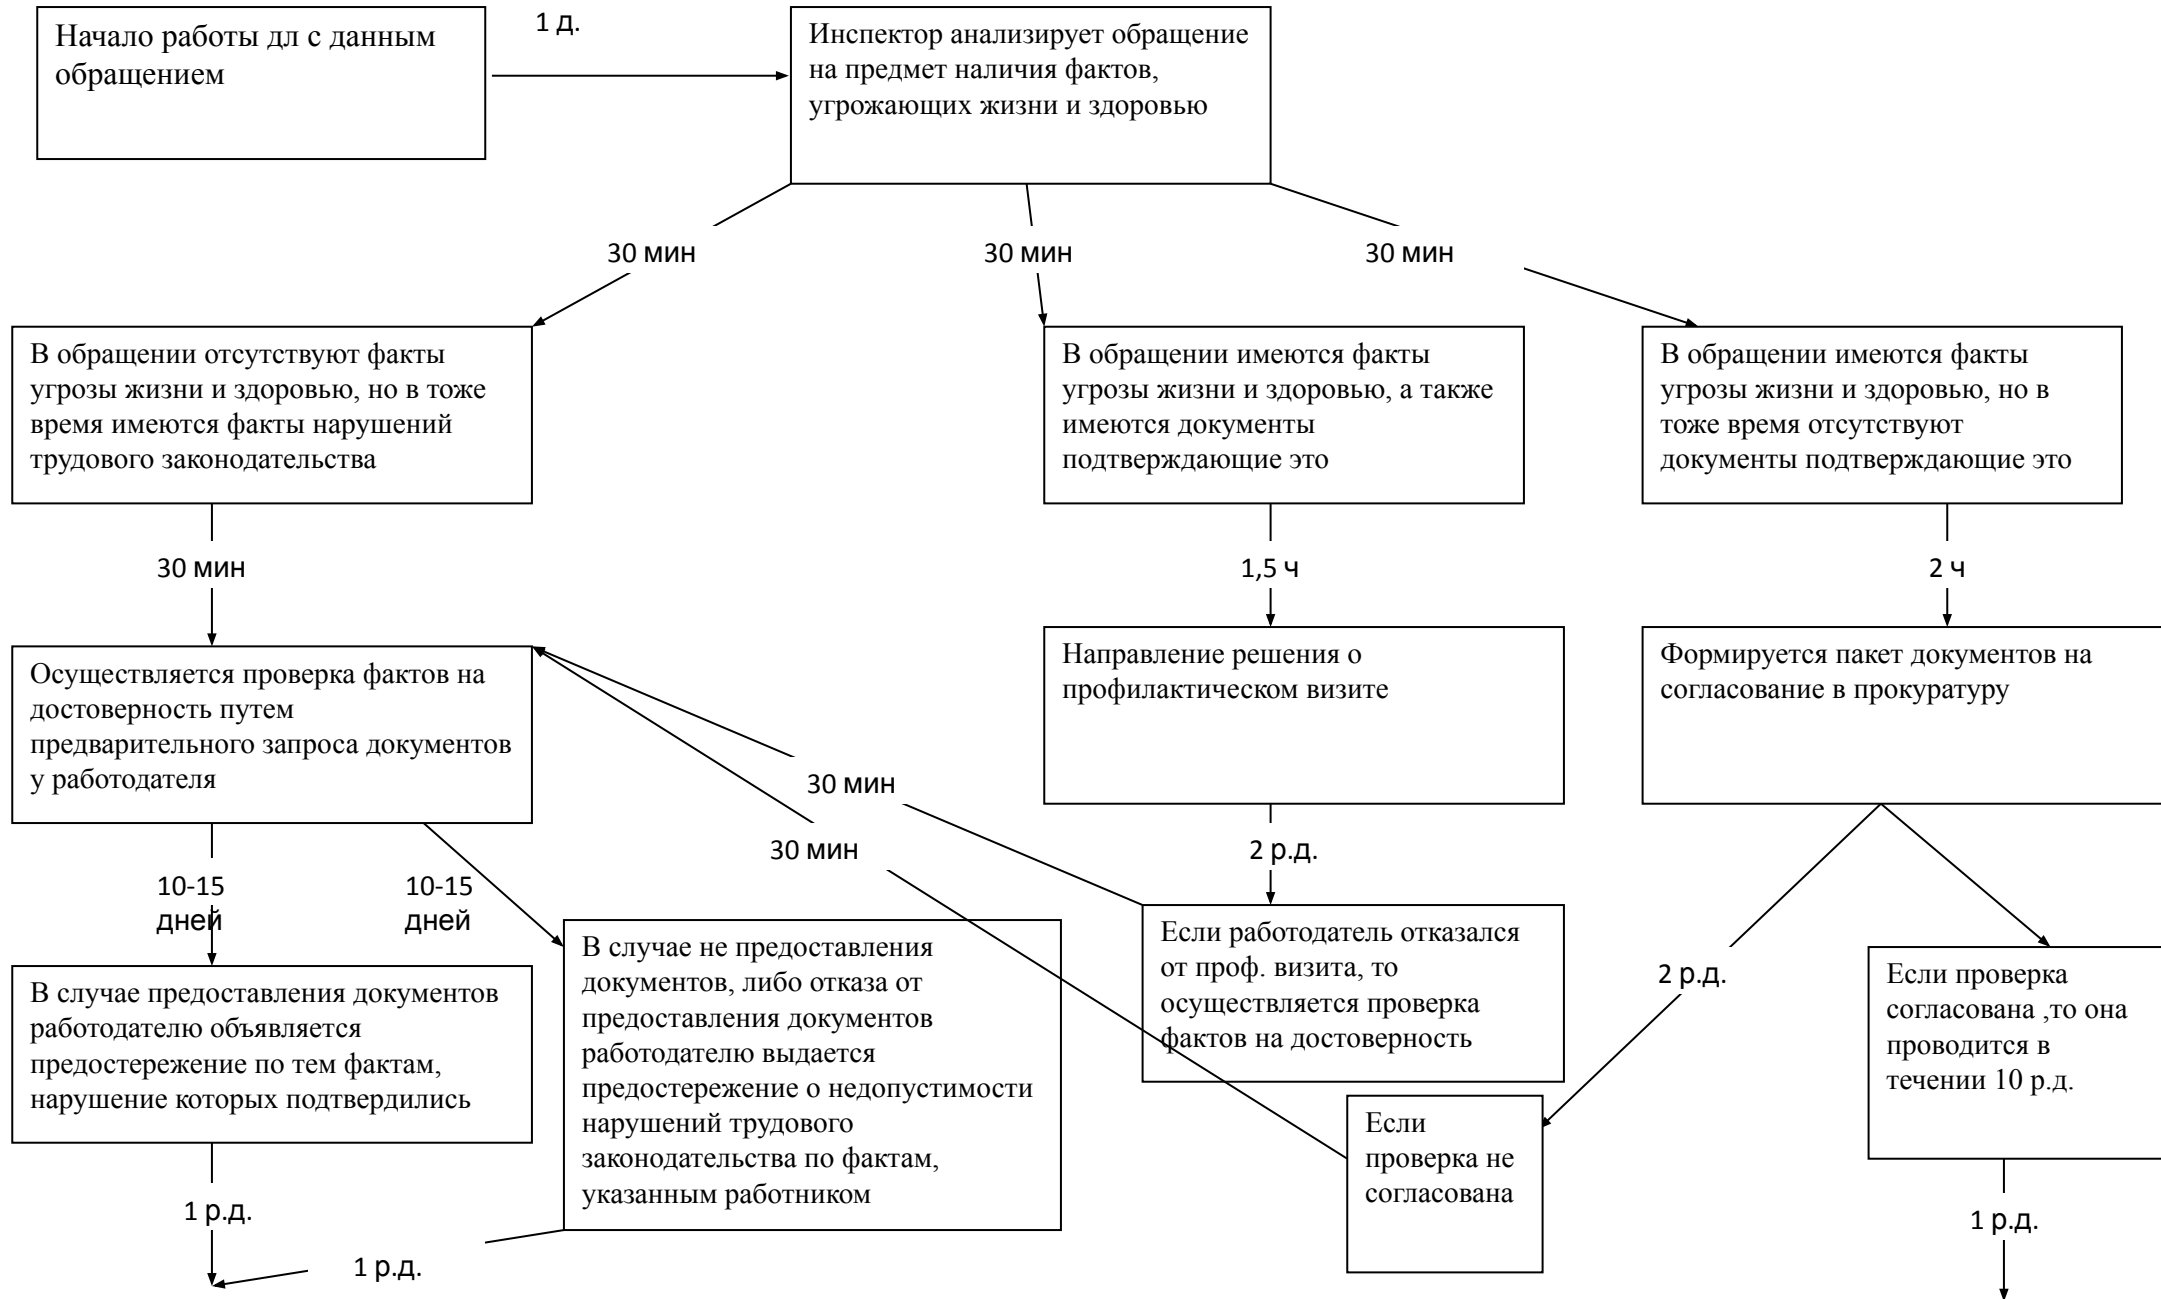 Начало работы дл с данным
обращением
1 д.
Инспектор анализирует обращение
на предмет наличия фактов,
угрожающих жизни и здоровью
30 мин
30 мин
30 мин
В обращении отсутствуют факты
угрозы жизни и здоровью, но в тоже
время имеются факты нарушений
трудового законодательства
В обращении имеются факты
угрозы жизни и здоровью, а также
имеются документы
подтверждающие это
В обращении имеются факты
угрозы жизни и здоровью, но в
тоже время отсутствуют
документы подтверждающие это
30 мин
1,5 ч
2 ч
Осуществляется проверка фактов на
достоверность путем
предварительного запроса документов
у работодателя
Направление решения о
профилактическом визите
Формируется пакет документов на
согласование в прокуратуру
30 мин
30 мин
2 р.д.
10-15
дней
10-15
дней
2 р.д.
В случае предоставления документов
работодателю объявляется
предостережение по тем фактам,
нарушение которых подтвердились
В случае не предоставления
документов, либо отказа от
предоставления документов
работодателю выдается
предостережение о недопустимости
нарушений трудового
законодательства по фактам,
указанным работником
Если работодатель отказался
от проф. визита, то
осуществляется проверка
фактов на достоверность
Если
проверка не
согласована
Если проверка
согласована ,то она
проводится в
течении 10 р.д.
1 р.д.
1 р.д.
1 р.д.